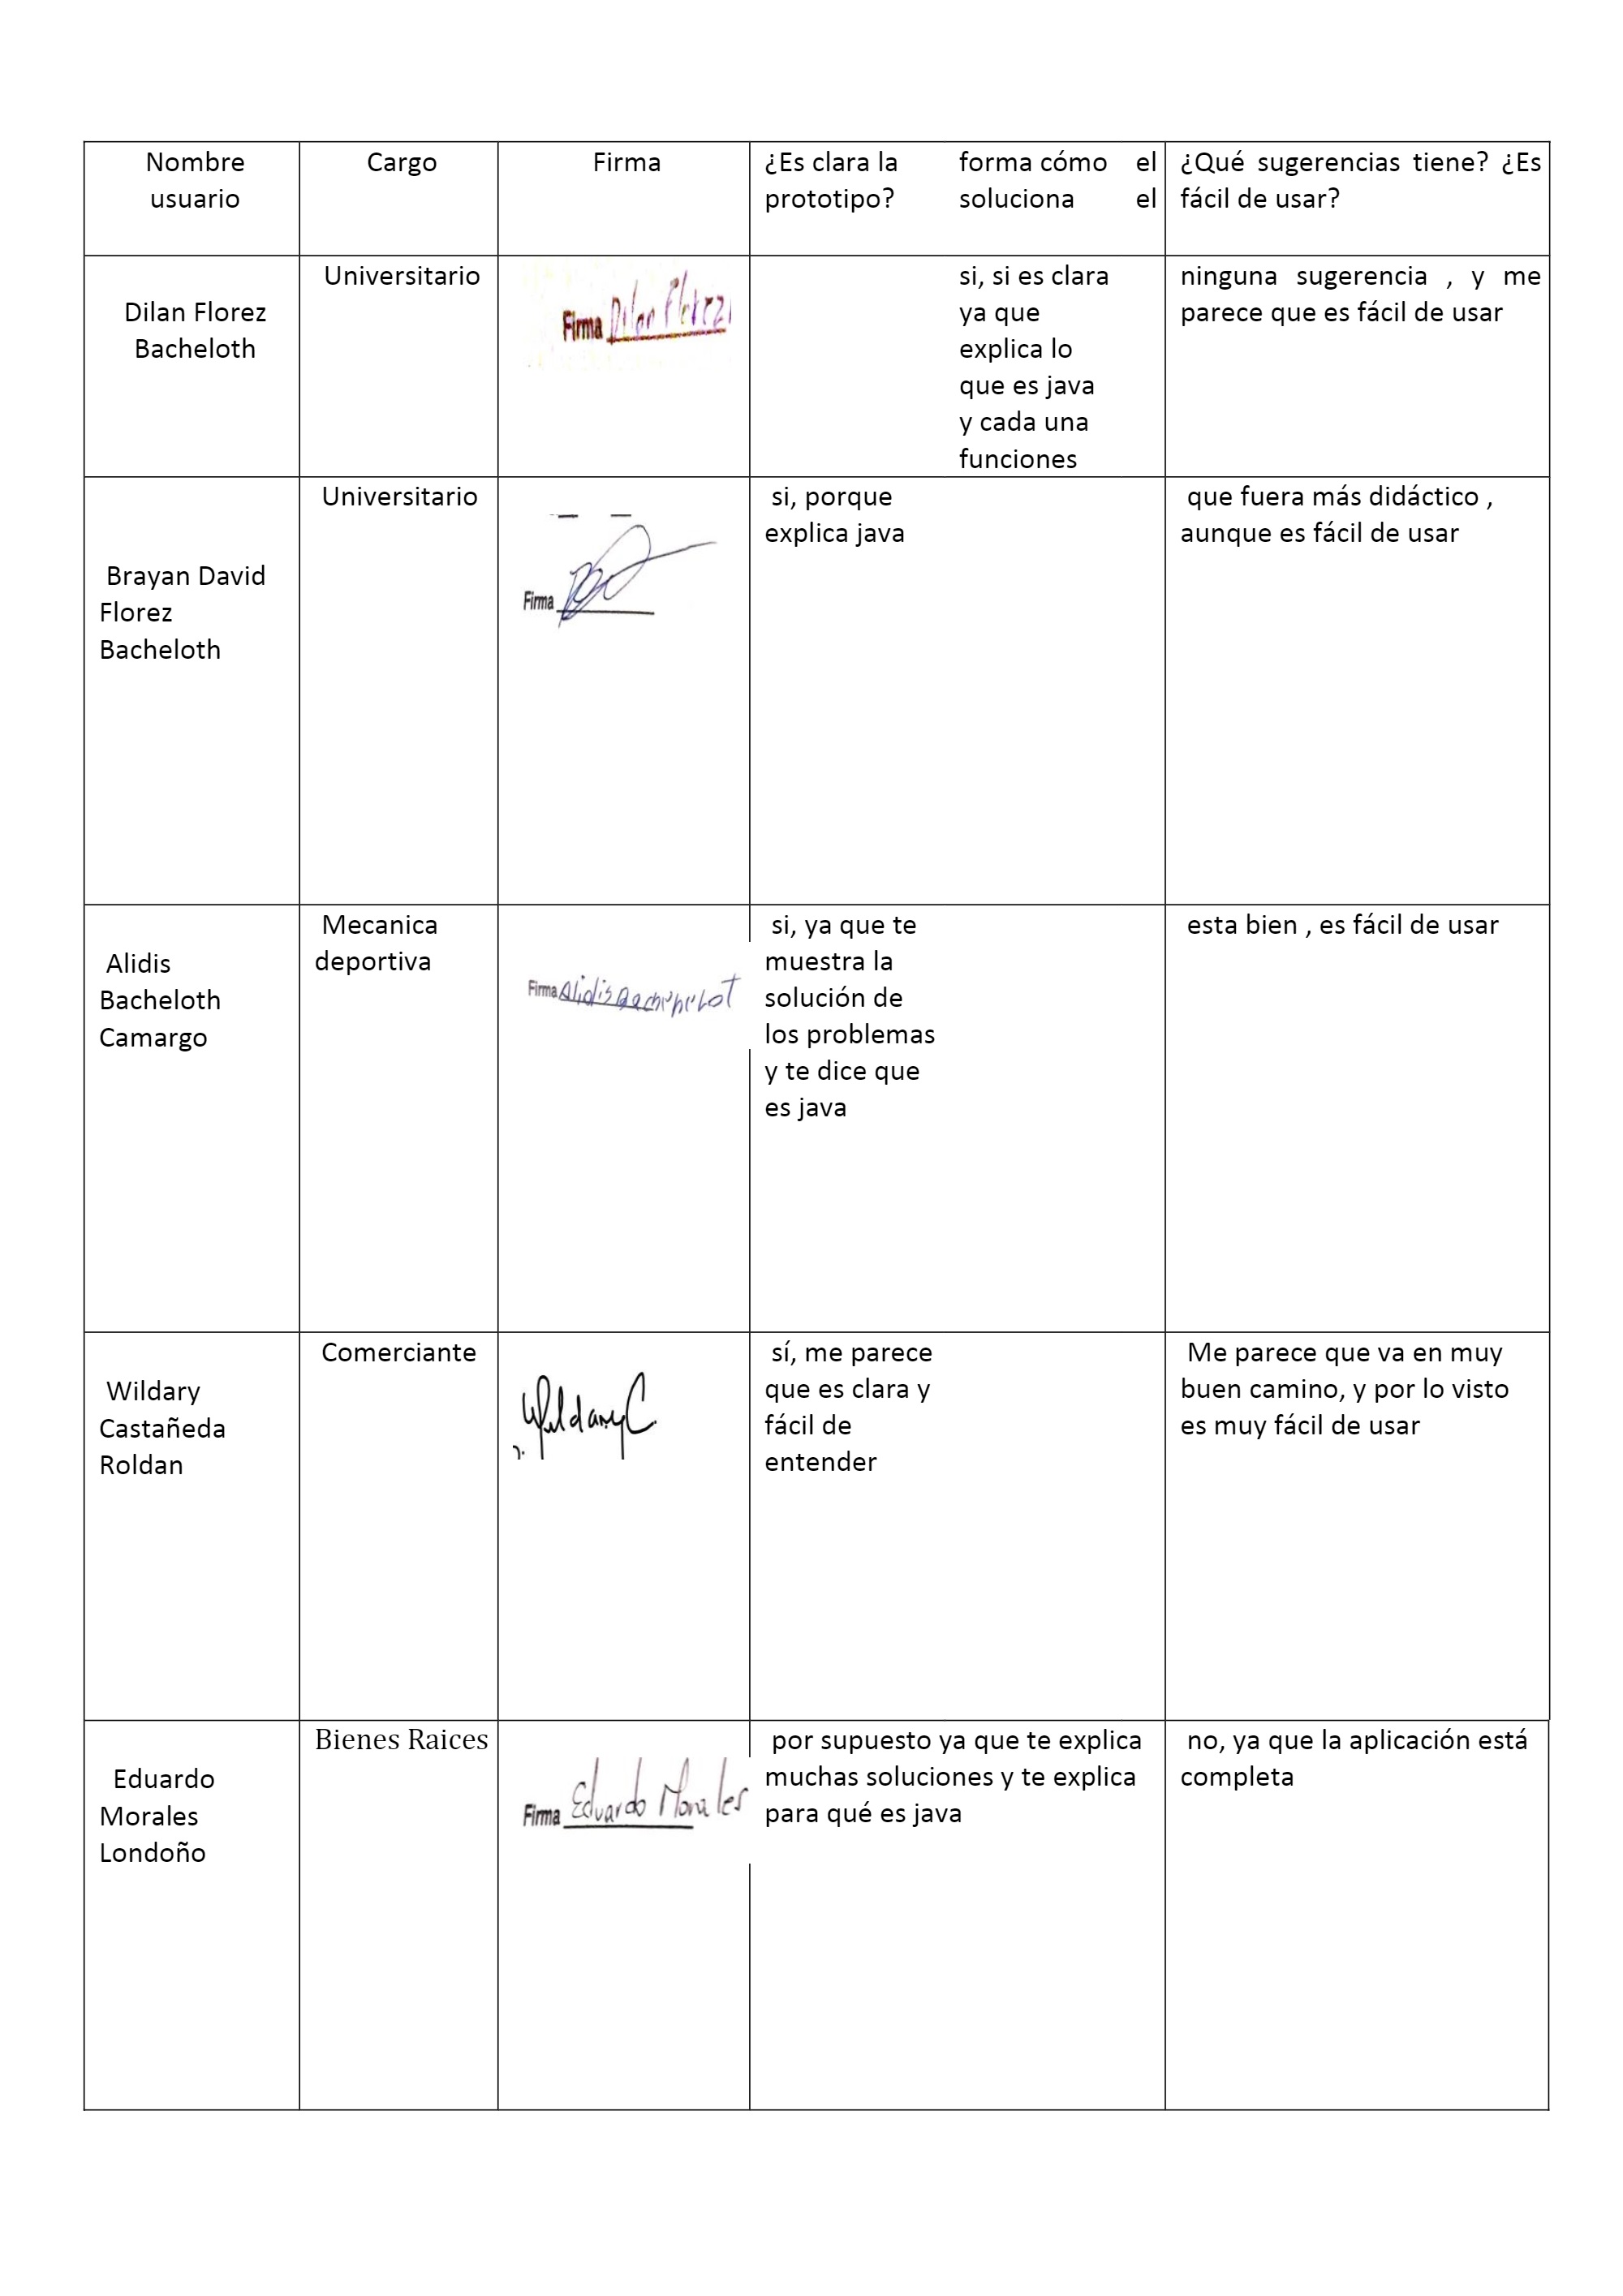 Nombre usuario
Cargo
Firma
¿Es clara la forma cómo el
prototipo? soluciona el
¿Qué sugerencias tiene? ¿Es
fácil de usar?
Dilan Florez
Bacheloth
Universitario
Firma Dilan Florez
si, si es clara
ya que
explica lo
que es java
y cada una
funciones
ninguna sugerencia , y me
parece que es fácil de usar
Brayan David
Florez
Bacheloth
Universitario
Firma
si, porque
explica java
que fuera más didáctico ,
aunque es fácil de usar
Alidis
Bacheloth
Camargo
Mecanica
deportiva
Firma Alidis Bachehelot
si, ya que te
muestra la
solución de
los problemas
y te dice que
es java
esta bien , es fácil de usar
Wildary
Castañeda
Roldan
Comerciante
Wildary C
sí, me parece
que es clara y
fácil de
entender
Me parece que va en muy
buen camino, y por lo visto
es muy fácil de usar
Eduardo
Morales
Londoño
Bienes Raices
Firma Eduardo Morales
por supuesto ya que te explica
muchas soluciones y te explica
para qué es java
no, ya que la aplicación está
completa